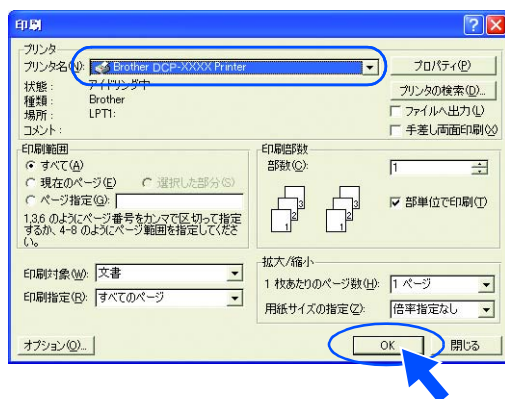 印刷
プリンタ
プリンタ名(N): Brother DCP-XXXX Printer プロパティ(P)
状態: アイドリング中 プリンタの検索(D)...
種類: Brother
場所: LPT1: ファイルへ出力(L)
コメント: 手差し両面印刷(X)
印刷範囲 印刷部数
すべて(A) 部数(C): 1
現在のページ(E) 選択した部分(S)
ページ指定(G): 部単位で印刷(T)
1,3,6 のようにページ番号をカンマで区切って指定
するか、4-8 のようにページ範囲を指定してくださ
い。
拡大/縮小
印刷対象(W): 文書 1 枚あたりのページ数(H): 1 ページ
印刷指定(R): すべてのページ 用紙サイズの指定(Z): 倍率指定なし
オプション(O)... OK 閉じる